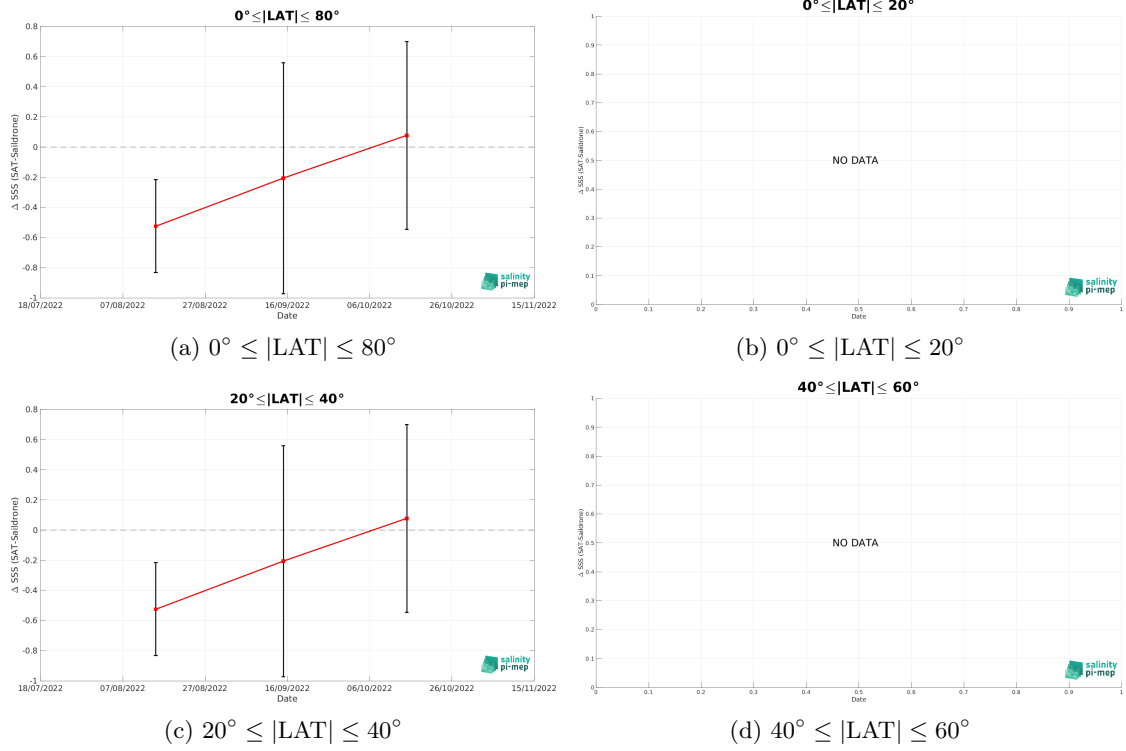 0°≤|LAT|≤ 80°
0.8
0.6
0.4
0.2
0
-0.2
-0.4
-0.6
-0.8
-1
Δ SSS (SAT-Saildrone)
18/07/2022 07/08/2022 27/08/2022 16/09/2022 06/10/2022 26/10/2022 15/11/2022
Date
salinity
pi-mep
(a) 0° ≤ |LAT| ≤ 80°
0°≤|LAT|≤ 20°
1
0.9
0.8
0.7
0.6
0.5
0.4
0.3
0.2
0.1
0
Δ SSS (SAT-Saildrone)
NO DATA
0 0.1 0.2 0.3 0.4 0.5 0.6 0.7 0.8 0.9 1
Date
salinity
pi-mep
(b) 0° ≤ |LAT| ≤ 20°
20°≤|LAT|≤ 40°
0.8
0.6
0.4
0.2
0
-0.2
-0.4
-0.6
-0.8
-1
Δ SSS (SAT-Saildrone)
18/07/2022 07/08/2022 27/08/2022 16/09/2022 06/10/2022 26/10/2022 15/11/2022
Date
salinity
pi-mep
(c) 20° ≤ |LAT| ≤ 40°
40°≤|LAT|≤ 60°
1
0.9
0.8
0.7
0.6
0.5
0.4
0.3
0.2
0.1
0
Δ SSS (SAT-Saildrone)
NO DATA
0 0.1 0.2 0.3 0.4 0.5 0.6 0.7 0.8 0.9 1
Date
salinity
pi-mep
(d) 40° ≤ |LAT| ≤ 60°